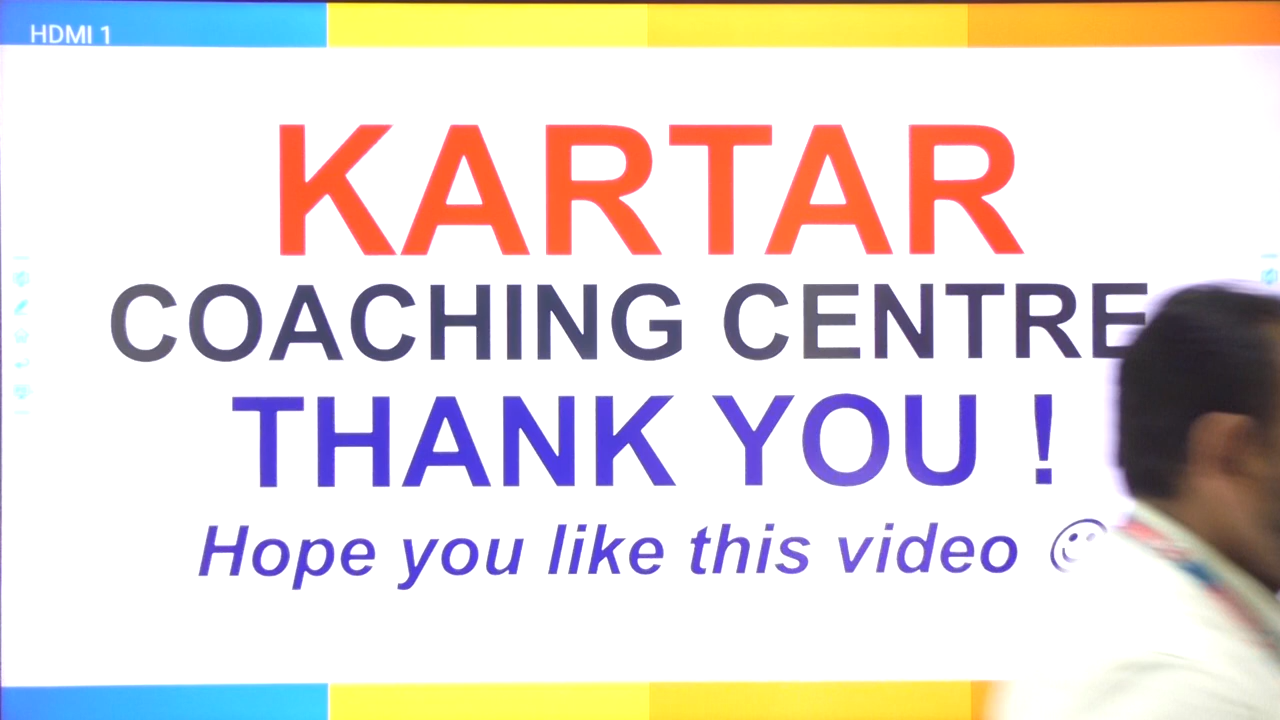 HDMI 1
KARTAR
COACHING CENTRE
THANK YOU !
Hope you like this video ☺